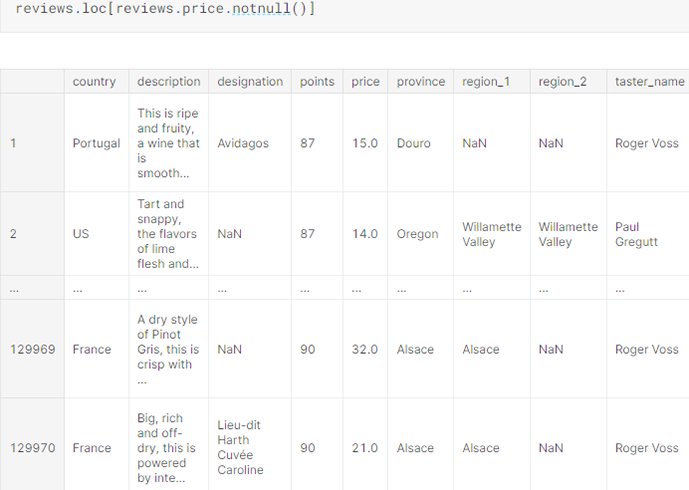 reviews.loc[reviews.price.notnull()]
country description designation points price province region_1 region_2 taster_name
This is ripe
and fruity,
1 Portugal a wine that Avidagos 87 15.0 Douro NaN NaN Roger Voss
is
smooth...
Tart and
snappy,
2 US the flavors NaN 87 14.0 Oregon Willamette Willamette Paul
of lime Valley Valley Gregutt
flesh and...
... ... ... ... ... ... ... ... ... ...
A dry style
of Pinot
129969 France Gris, this is NaN 90 32.0 Alsace Alsace NaN Roger Voss
crisp with
...
Big, rich
and off- Lieu-dit
129970 France dry, this is Harth 90 21.0 Alsace Alsace NaN Roger Voss
powered Cuvée
by inte... Caroline